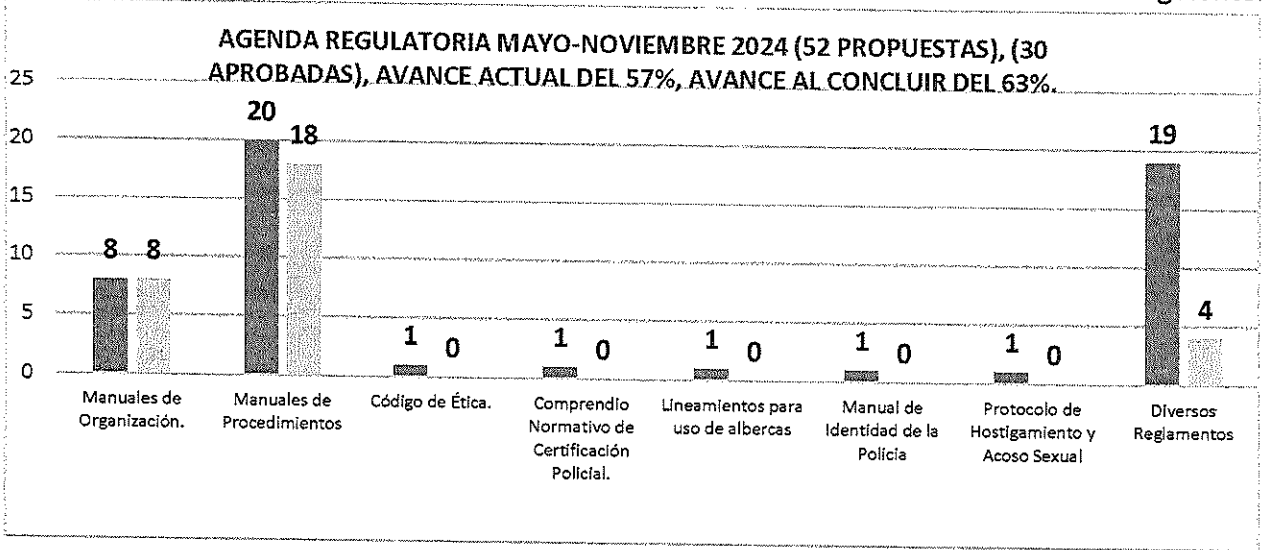 AGENDA REGULATORIA MAYO-NOVIEMBRE 2024 (52 PROPUESTAS), (30
APROBADAS), AVANCE ACTUAL DEL 57%, AVANCE AL CONCLUIR DEL 63%.
25
20
15
10
5
0
8 8
20 18
1 0
1 0
1 0
1 0
1 0
19 4
Manuales de
Organización.
Manuales de
Procedimientos
Código de Ética.
Comprendio
Normativo de
Certificación
Policial.
Lineamientos para
uso de albercas
Manual de
Identidad de la
Policia
Protocolo de
Hostigamiento y
Acoso Sexual
Diversos
Reglamentos